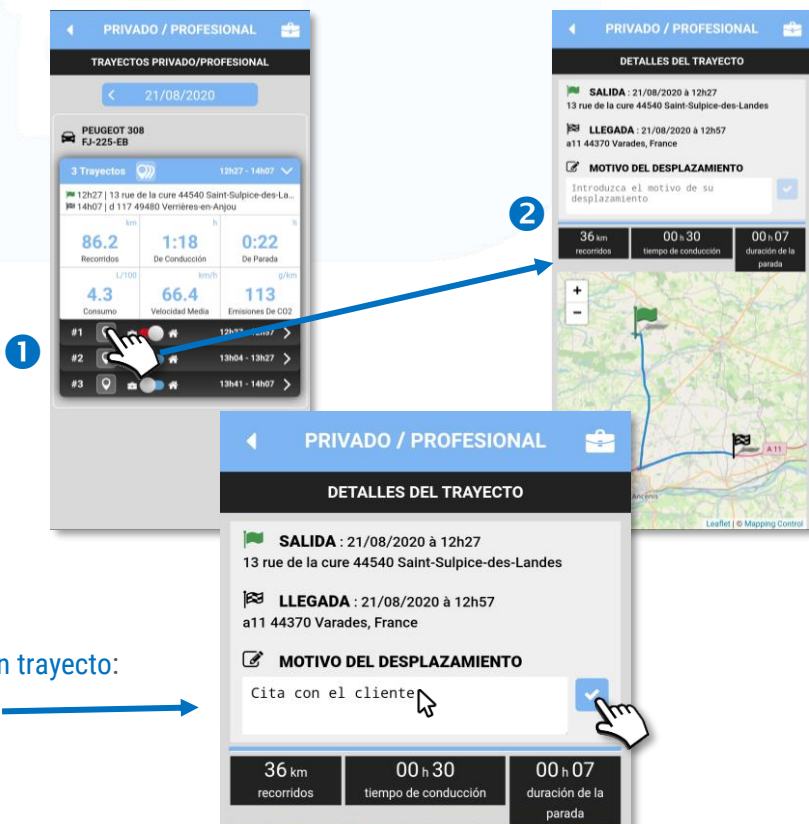 PRIVADO / PROFESIONAL
TRAYECTOS PRIVADO/PROFESIONAL
21/08/2020
PEUGEOT 308
FJ-225-EB
3 Trayectos 12h27 - 14h07
12h27 | 13 rue de la cure 44540 Saint-Sulpice-des-La...
14h07 | d 117 49480 Verrières-en-Anjou
km h h
86.2 1:18 0:22
Recorridos De Conducción De Parada
L/100 km/h g/km
4.3 66.4 113
Consumo Velocidad Media Emisiones De CO2
#1
#2 13h04 - 13h27
#3 13h41 - 14h07
1
PRIVADO / PROFESIONAL
DETALLES DEL TRAYECTO
SALIDA : 21/08/2020 à 12h27
13 rue de la cure 44540 Saint-Sulpice-des-Landes
LLEGADA : 21/08/2020 à 12h57
a11 44370 Varades, France
MOTIVO DEL DESPLAZAMIENTO
Introduzca el motivo de su
desplazamiento
2
36 km 00 h 30 00 h 07
recorridos tiempo de conducción duración de la
parada
+
-
A 11
Ancenis
Leaflet | © Mapping Control
PRIVADO / PROFESIONAL
DETALLES DEL TRAYECTO
SALIDA : 21/08/2020 à 12h27
13 rue de la cure 44540 Saint-Sulpice-des-Landes
LLEGADA : 21/08/2020 à 12h57
a11 44370 Varades, France
MOTIVO DEL DESPLAZAMIENTO
n trayecto:
Cita con el cliente
36 km 00 h 30 00 h 07
recorridos tiempo de conducción duración de la
parada